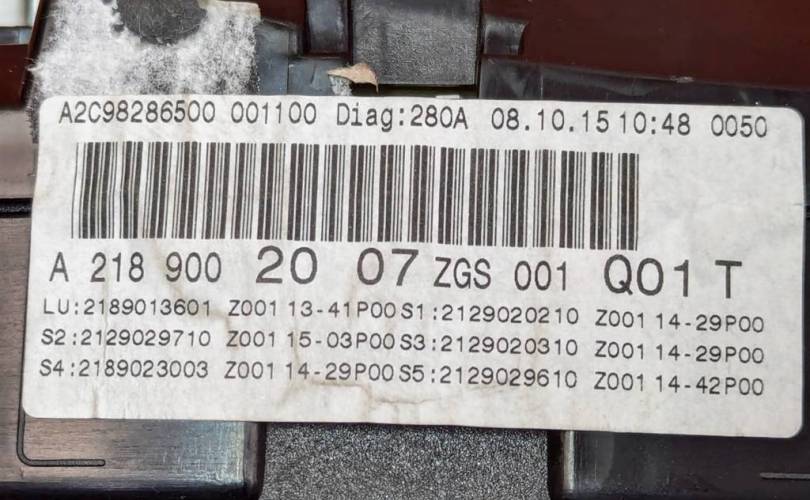 A2C98286500 001100 Diag:280A 08.10.15 10:48 0050
A 218 900 20 07 ZGS 001 Q01 T
LU:2189013601 Z001 13-41P00 S1:2129020210 Z001 14-29P00
S2:2129029710 Z001 15-03P00 S3:2129020310 Z001 14-29P00
S4:2189023003 Z001 14-29P00 S5:2129029610 Z001 14-42P00